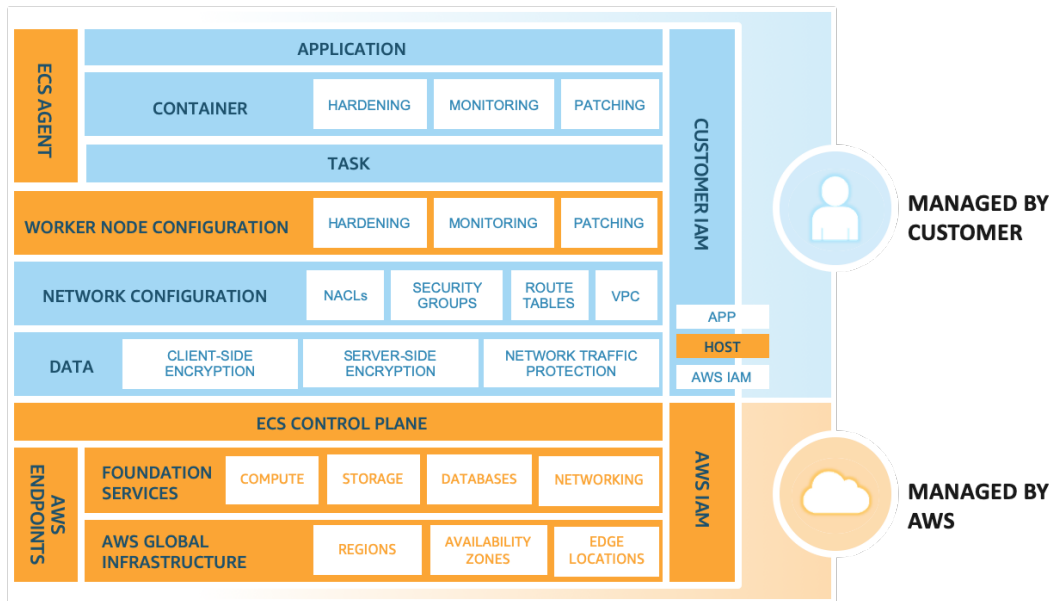 ECS AGENT
APPLICATION
CONTAINER
HARDENING
MONITORING
PATCHING
TASK
WORKER NODE CONFIGURATION
HARDENING
MONITORING
PATCHING
NETWORK CONFIGURATION
NACLs
SECURITY
GROUPS
ROUTE
TABLES
VPC
DATA
CLIENT-SIDE
ENCRYPTION
SERVER-SIDE
ENCRYPTION
NETWORK TRAFFIC
PROTECTION
CUSTOMER IAM
APP
HOST
AWS IAM
MANAGED BY
CUSTOMER
ECS CONTROL PLANE
AWS
ENDPOINTS
FOUNDATION
SERVICES
COMPUTE
STORAGE
DATABASES
NETWORKING
AWS GLOBAL
INFRASTRUCTURE
REGIONS
AVAILABILITY
ZONES
EDGE
LOCATIONS
AWS IAM
MANAGED BY
AWS